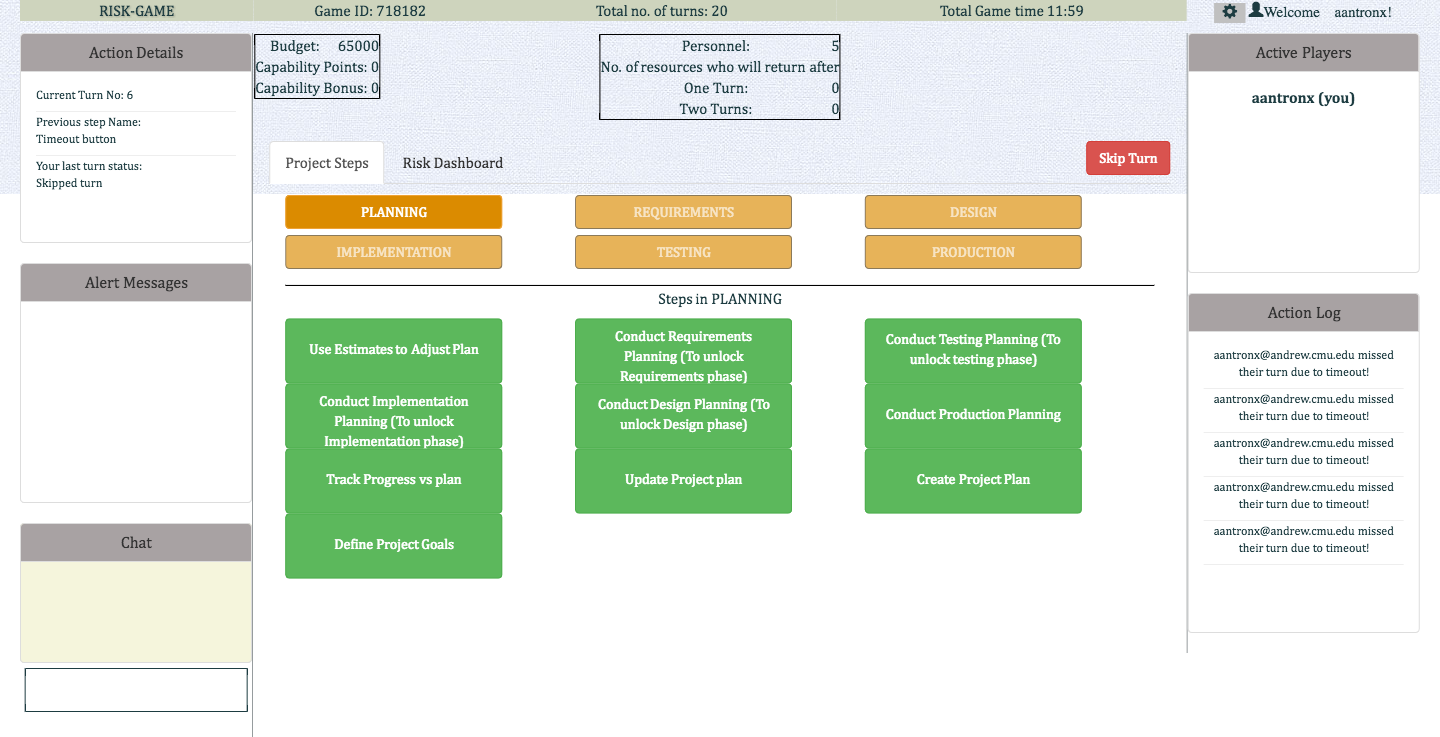 RISK-GAME
Game ID: 718182
Total no. of turns: 20
Total Game time 11:59
Welcome aantronx!
Action Details
Current Turn No: 6
Previous step Name:
Timeout button
Your last turn status:
Skipped turn
Alert Messages
Chat
Budget: 65000
Capability Points: 0
Capability Bonus: 0
Personnel: 5
No. of resources who will return after
One Turn: 0
Two Turns: 0
Project Steps
Risk Dashboard
Skip Turn
PLANNING
REQUIREMENTS
DESIGN
IMPLEMENTATION
TESTING
PRODUCTION
Steps in PLANNING
Use Estimates to Adjust Plan
Conduct Requirements
Planning (To unlock
Requirements phase)
Conduct Testing Planning (To
unlock testing phase)
Conduct Implementation
Planning (To unlock
Implementation phase)
Conduct Design Planning (To
unlock Design phase)
Conduct Production Planning
Track Progress vs plan
Update Project plan
Create Project Plan
Define Project Goals
Active Players
aantronx (you)
Action Log
aantronx@andrew.cmu.edu missed
their turn due to timeout!
aantronx@andrew.cmu.edu missed
their turn due to timeout!
aantronx@andrew.cmu.edu missed
their turn due to timeout!
aantronx@andrew.cmu.edu missed
their turn due to timeout!
aantronx@andrew.cmu.edu missed
their turn due to timeout!